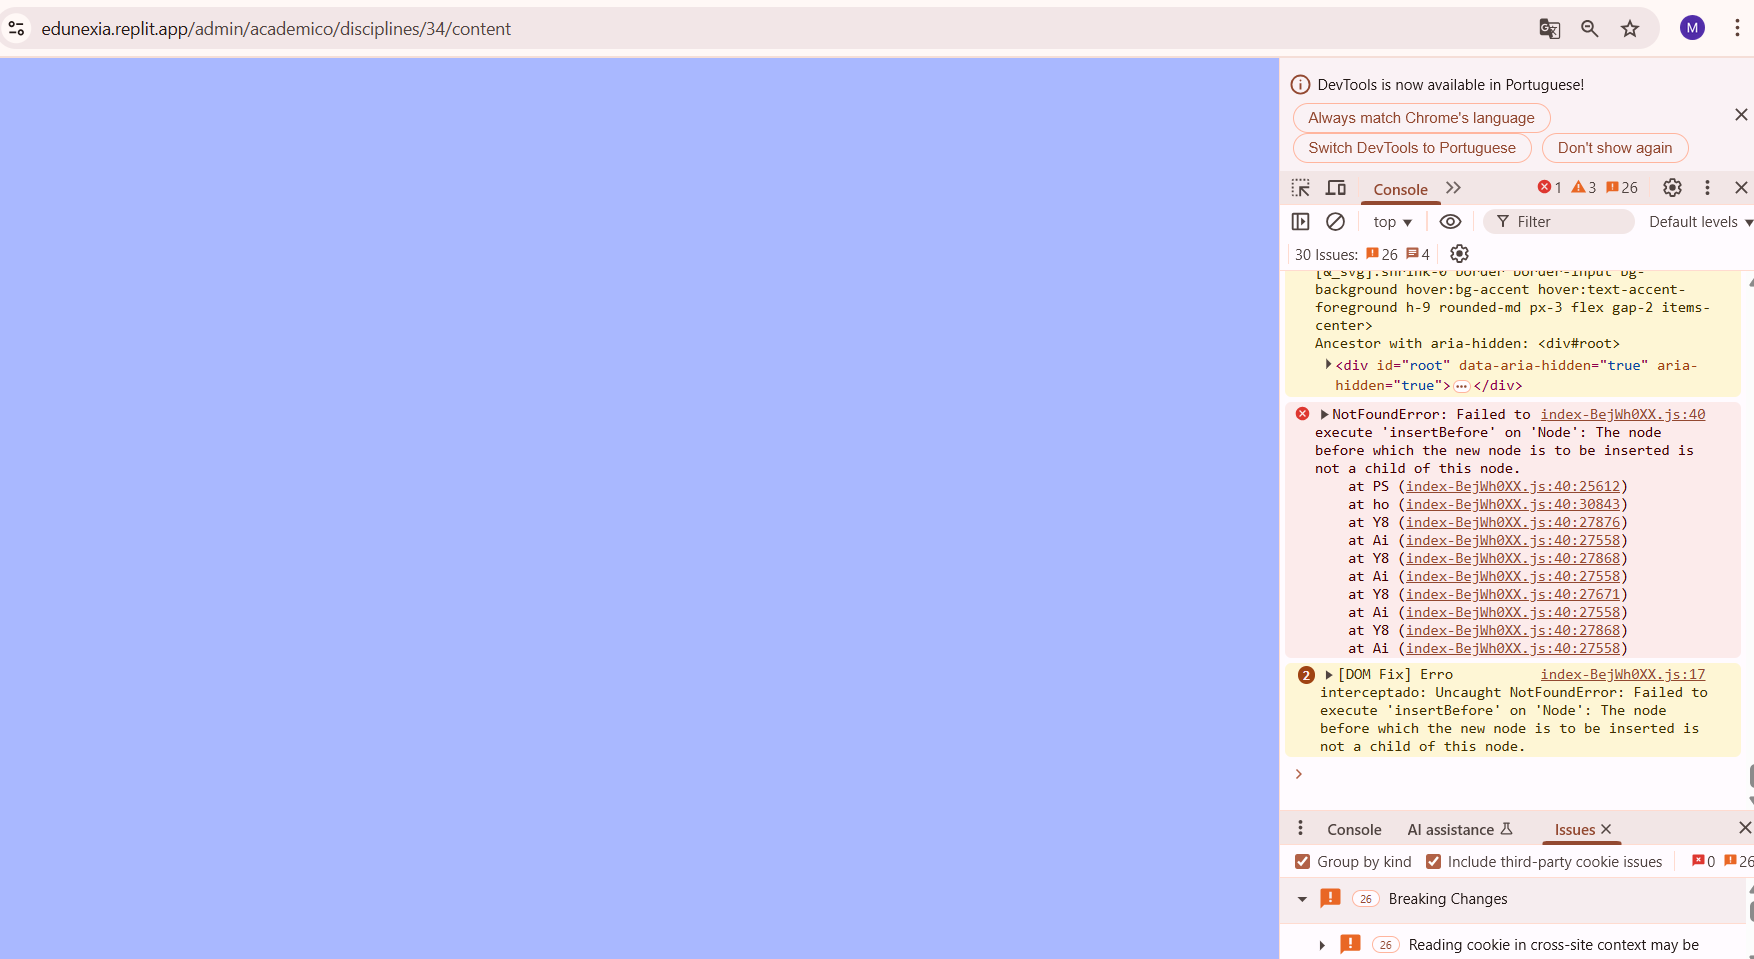 edunexia.replit.app/admin/academico/disciplines/34/content
M
DevTools is now available in Portuguese!
Always match Chrome's language
Switch DevTools to Portuguese
Don't show again
Console
1
3
26
top
Filter
Default levels
30 Issues:
26
4
[&_svg]:shrink-0 border border-input bg-
background hover:bg-accent hover:text-accent-
foreground h-9 rounded-md px-3 flex gap-2 items-
center>
Ancestor with aria-hidden: <div#root>
<div id="root" data-aria-hidden="true" aria-
hidden="true">…</div>
NotFoundError: Failed to index-BejWh0XX.js:40
execute 'insertBefore' on 'Node': The node
before which the new node is to be inserted is
not a child of this node.
at PS (index-BejWh0XX.js:40:25612)
at ho (index-BejWh0XX.js:40:30843)
at Y8 (index-BejWh0XX.js:40:27876)
at Ai (index-BejWh0XX.js:40:27558)
at Y8 (index-BejWh0XX.js:40:27868)
at Ai (index-BejWh0XX.js:40:27558)
at Y8 (index-BejWh0XX.js:40:27671)
at Ai (index-BejWh0XX.js:40:27558)
at Y8 (index-BejWh0XX.js:40:27868)
at Ai (index-BejWh0XX.js:40:27558)
2 [DOM Fix] Erro index-BejWh0XX.js:17
interceptado: Uncaught NotFoundError: Failed to
execute 'insertBefore' on 'Node': The node
before which the new node is to be inserted is
not a child of this node.
Console
AI assistance
Issues
Group by kind
Include third-party cookie issues
0
26
26 Breaking Changes
26 Reading cookie in cross-site context may be